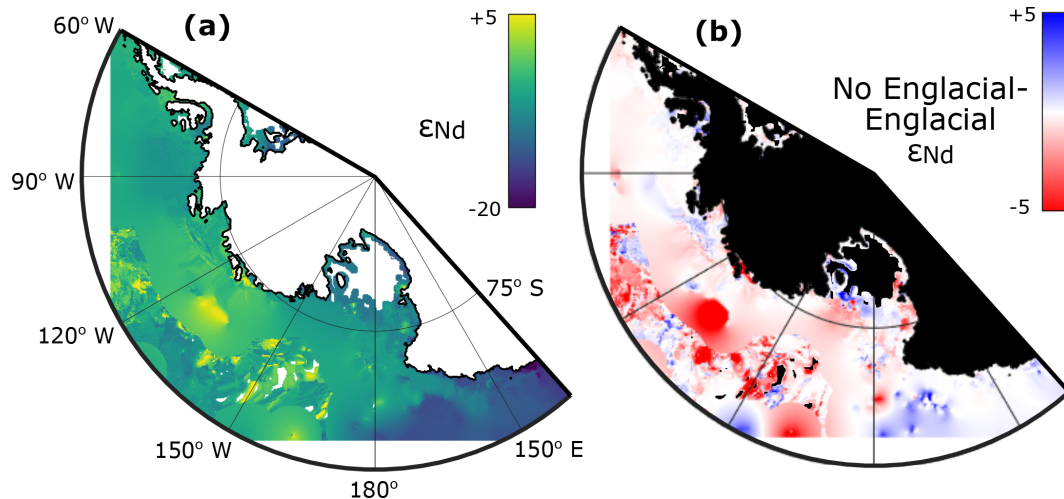 60° W
(a)
+5
εNd
-20
90° W
75° S
120° W
150° W
180°
150° E
(b)
+5
No Englacial-
Englacial
εNd
-5